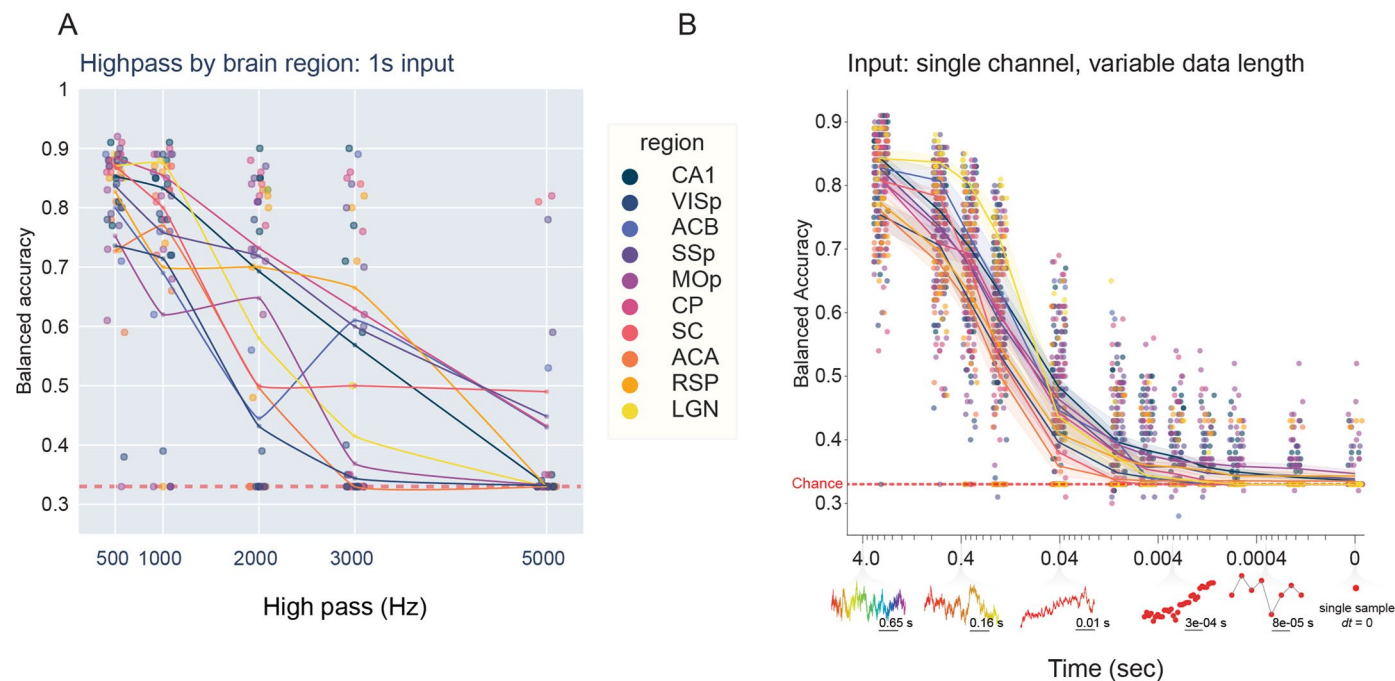 A
Highpass by brain region: 1s input
Balanced accuracy
1
0.9
0.8
0.7
0.6
0.5
0.4
0.3
500 1000 2000 3000 5000
High pass (Hz)
region
CA1
VISp
ACB
SSp
MOp
CP
SC
ACA
RSP
LGN
B
Input: single channel, variable data length
Balanced Accuracy
0.9
0.8
0.7
0.6
0.5
0.4
Chance
0.3
4.0 0.4 0.04 0.004 0.0004 0
0.65 s 0.16 s 0.01 s 3e-04 s 8e-05 s
single sample
dt = 0
Time (sec)